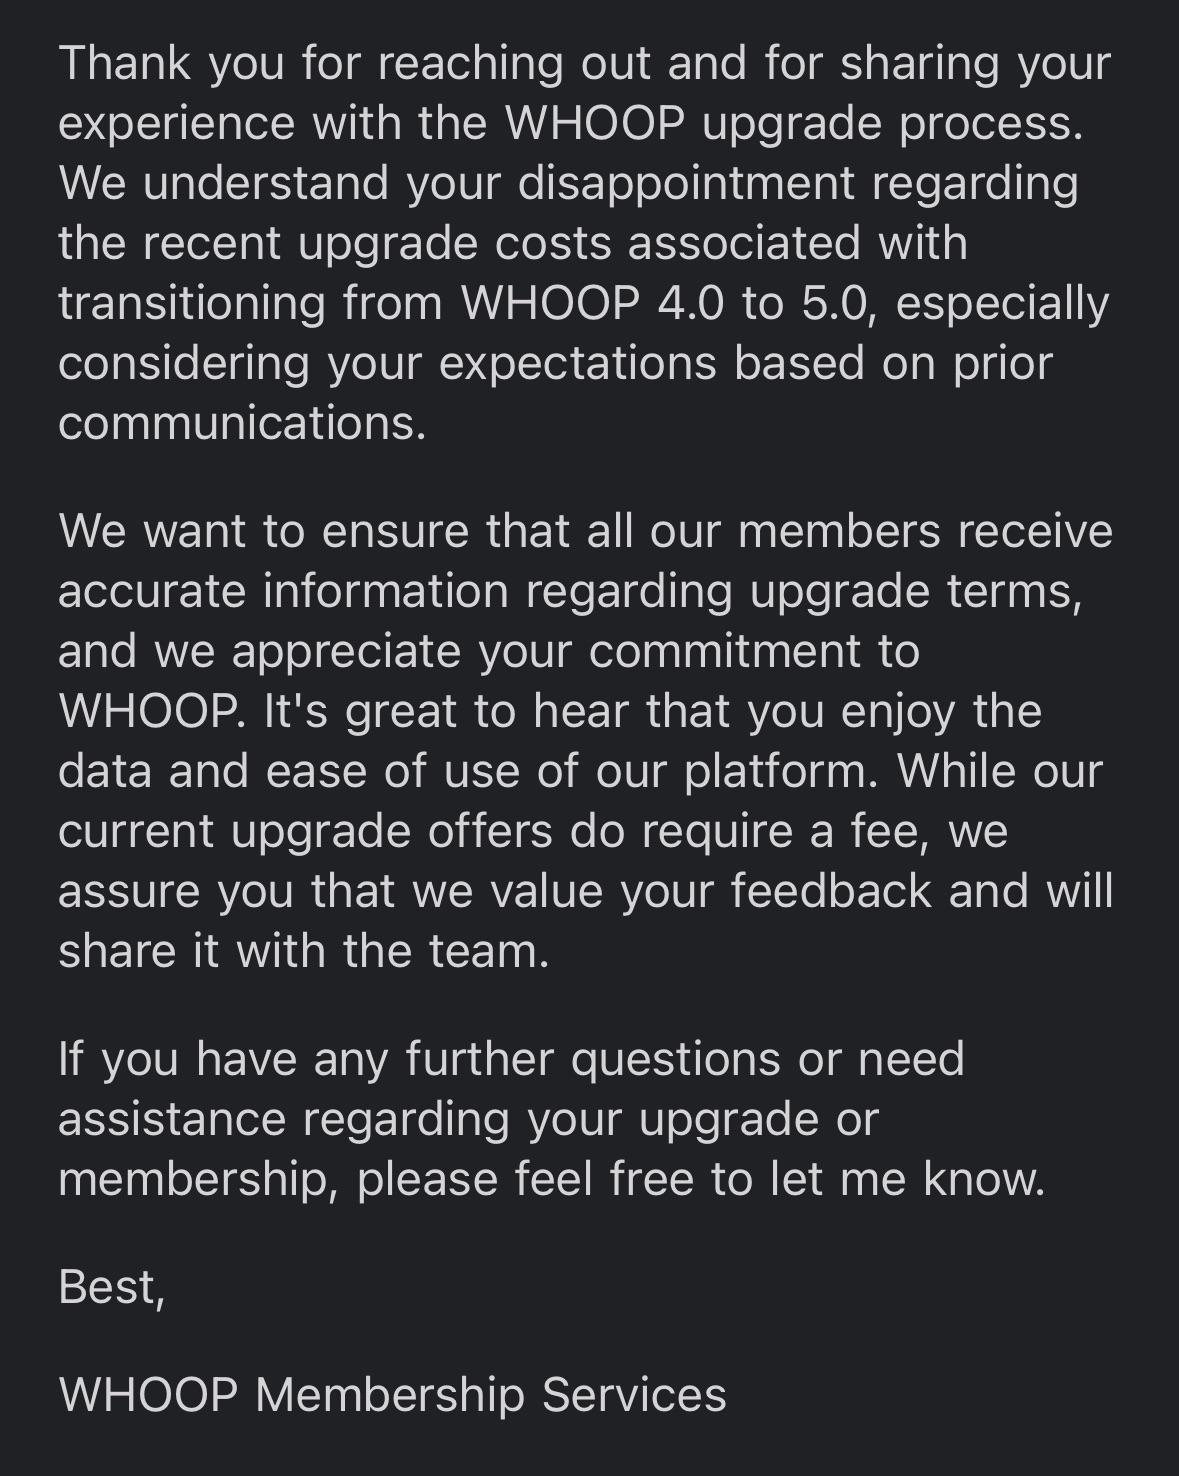 Thank you for reaching out and for sharing your
experience with the WHOOP upgrade process.
We understand your disappointment regarding
the recent upgrade costs associated with
transitioning from WHOOP 4.0 to 5.0, especially
considering your expectations based on prior
communications.
We want to ensure that all our members receive
accurate information regarding upgrade terms,
and we appreciate your commitment to
WHOOP. It's great to hear that you enjoy the
data and ease of use of our platform. While our
current upgrade offers do require a fee, we
assure you that we value your feedback and will
share it with the team.
If you have any further questions or need
assistance regarding your upgrade or
membership, please feel free to let me know.
Best,
WHOOP Membership Services